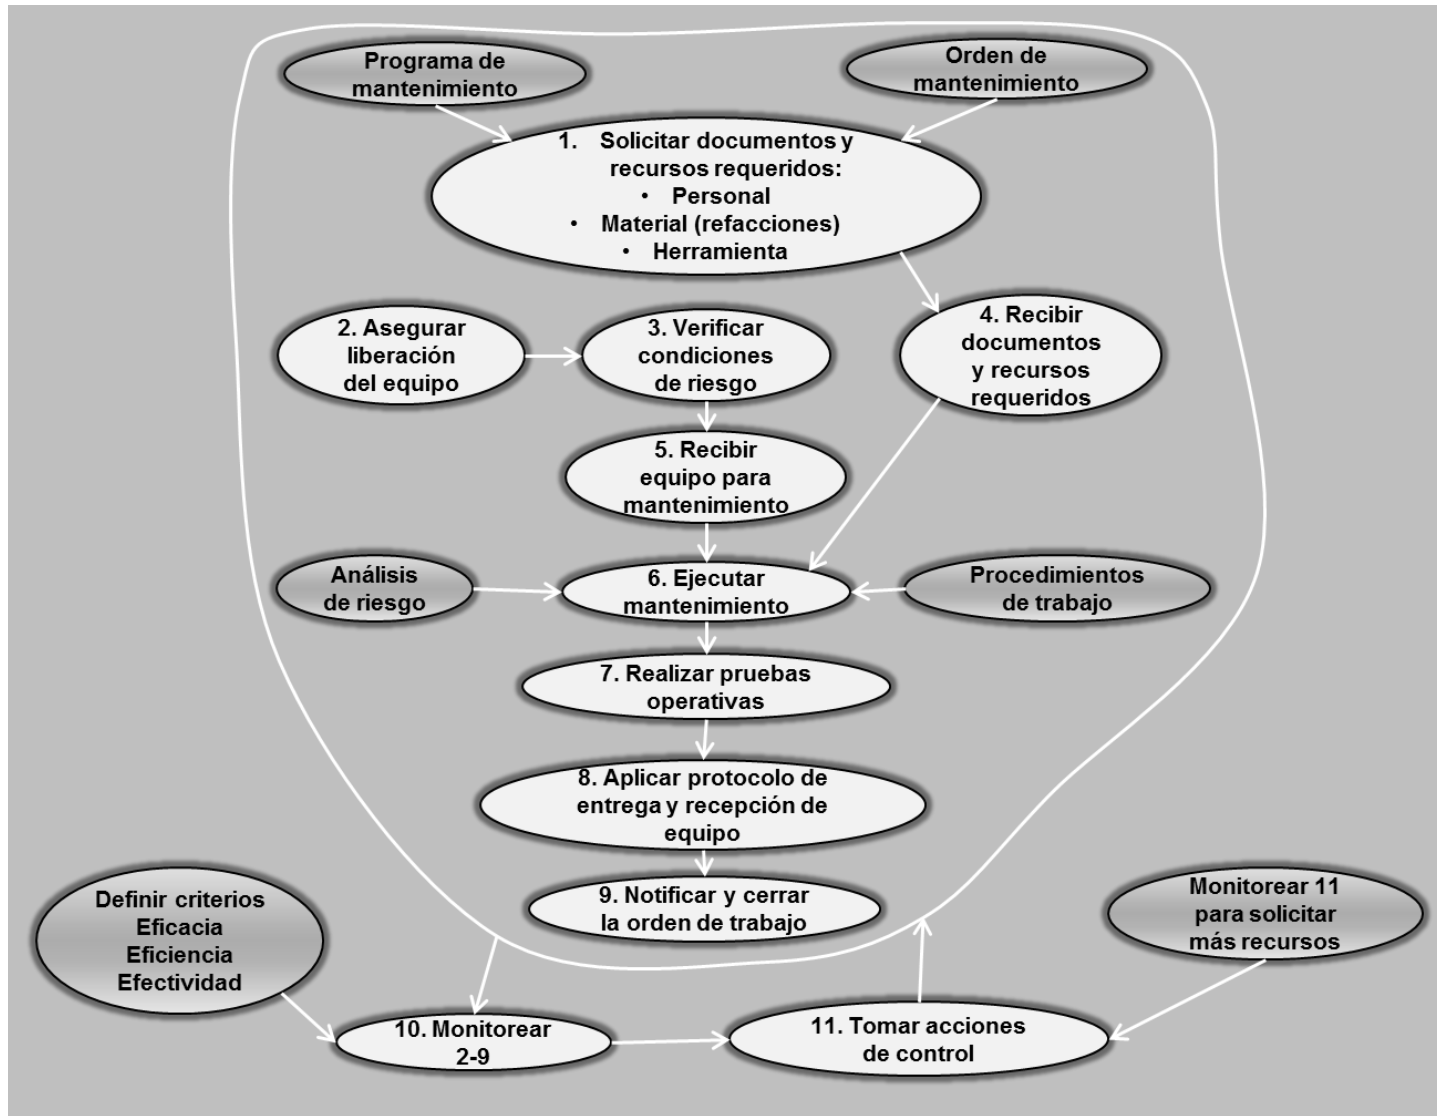 Programa de
mantenimiento
Orden de
mantenimiento
1. Solicitar documentos y
recursos requeridos:
• Personal
• Material (refacciones)
• Herramienta
2. Asegurar
liberación
del equipo
3. Verificar
condiciones
de riesgo
4. Recibir
documentos
y recursos
requeridos
5. Recibir
equipo para
mantenimiento
Análisis
de riesgo
6. Ejecutar
mantenimiento
Procedimientos
de trabajo
7. Realizar pruebas
operativas
8. Aplicar protocolo de
entrega y recepción de
equipo
9. Notificar y cerrar
la orden de trabajo
Definir criterios
Eficacia
Eficiencia
Efectividad
Monitorear 11
para solicitar
más recursos
10. Monitorear
2-9
11. Tomar acciones
de control